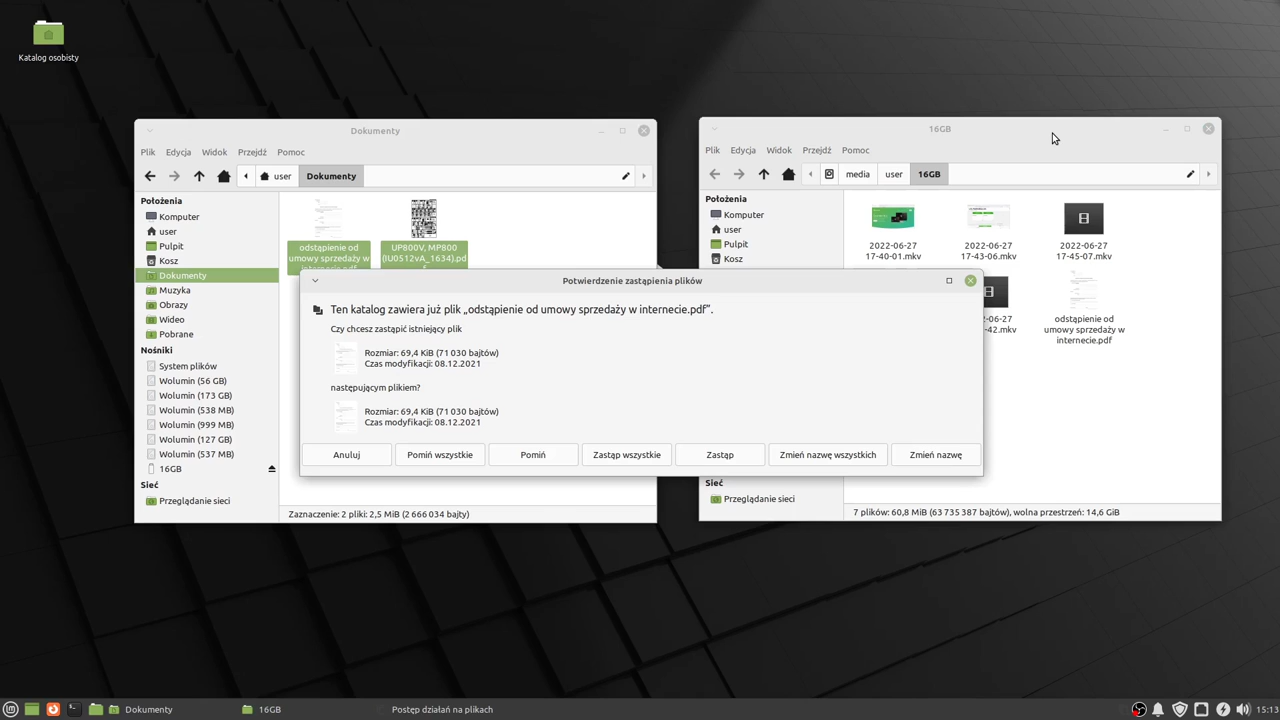 Katalog osobisty
Dokumenty
Plik Edycja Widok Przejdź Pomoc
user Dokumenty
Położenia
Komputer
user
Pulpit
Kosz
Dokumenty
Muzyka
Obrazy
Wideo
Pobrane
Nośniki
System plików
Wolumin (56 GB)
Wolumin (173 GB)
Wolumin (538 MB)
Wolumin (999 MB)
Wolumin (127 GB)
Wolumin (537 MB)
16GB
Sieć
Przeglądanie sieci
odstąpienie od
umowy sprzedaży w
internecie.pdf
UP800V, MP800
(IU0512vA_1634).pd
f
Zaznaczenie: 2 pliki: 2,5 MiB (2 666 034 bajty)
16GB
Plik Edycja Widok Przejdź Pomoc
media user 16GB
Położenia
Komputer
user
Pulpit
Kosz
Sieć
Przeglądanie sieci
2022-06-27
17-40-01.mkv
2022-06-27
17-43-06.mkv
2022-06-27
17-45-07.mkv
-06-27
-42.mkv
odstąpienie od
umowy sprzedaży w
internecie.pdf
7 plików: 60,8 MiB (63 735 387 bajtów), wolna przestrzeń: 14,6 GiB
Potwierdzenie zastąpienia plików
Ten katalog zawiera już plik „odstąpienie od umowy sprzedaży w internecie.pdf”.
Czy chcesz zastąpić istniejący plik
Rozmiar: 69,4 KiB (71 030 bajtów)
Czas modyfikacji: 08.12.2021
następującym plikiem?
Rozmiar: 69,4 KiB (71 030 bajtów)
Czas modyfikacji: 08.12.2021
Anuluj Pomiń wszystkie Pomiń Zastąp wszystkie Zastąp Zmień nazwę wszystkich Zmień nazwę
Dokumenty 16GB Postęp działań na plikach 15:13